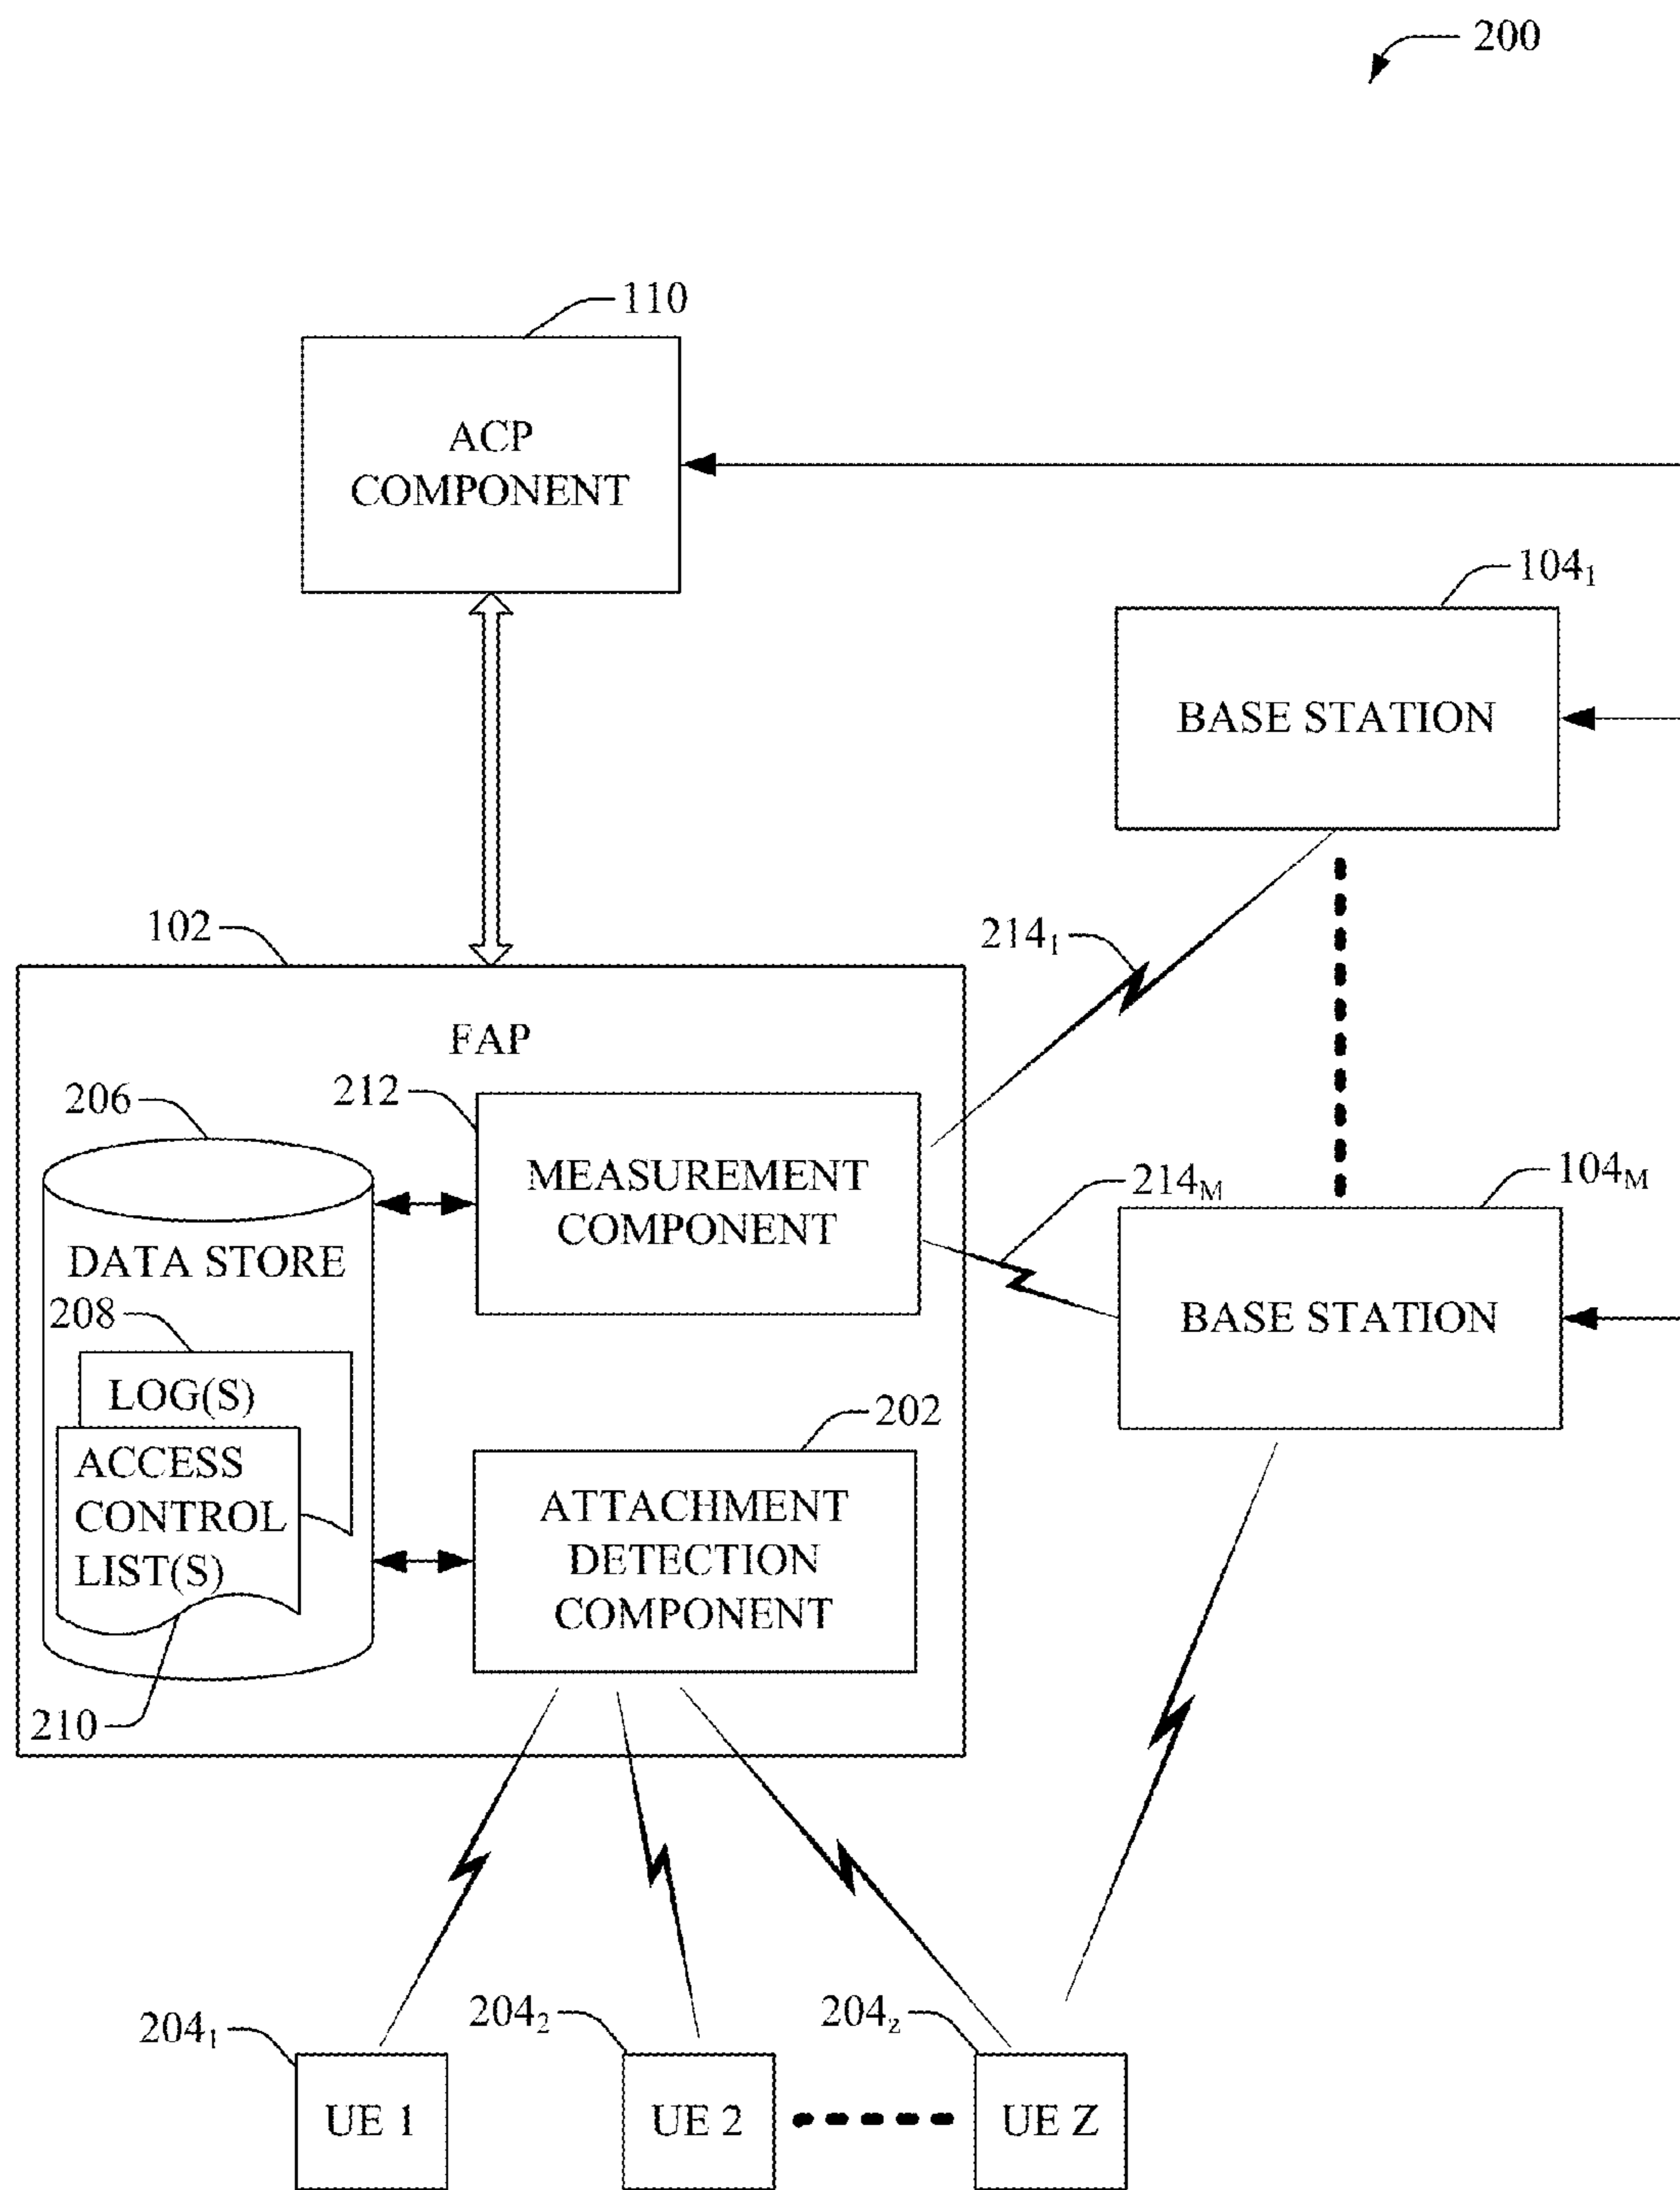 200
110
ACP
COMPONENT
104₁
BASE STATION
102
214₁
FAP
206
212
MEASUREMENT
COMPONENT
214M
104M
DATA STORE
BASE STATION
208
LOG(S)
202
ACCESS
CONTROL
LIST(S)
ATTACHMENT
DETECTION
COMPONENT
210
204₁
204₂
204z
UE 1
UE 2
UE Z